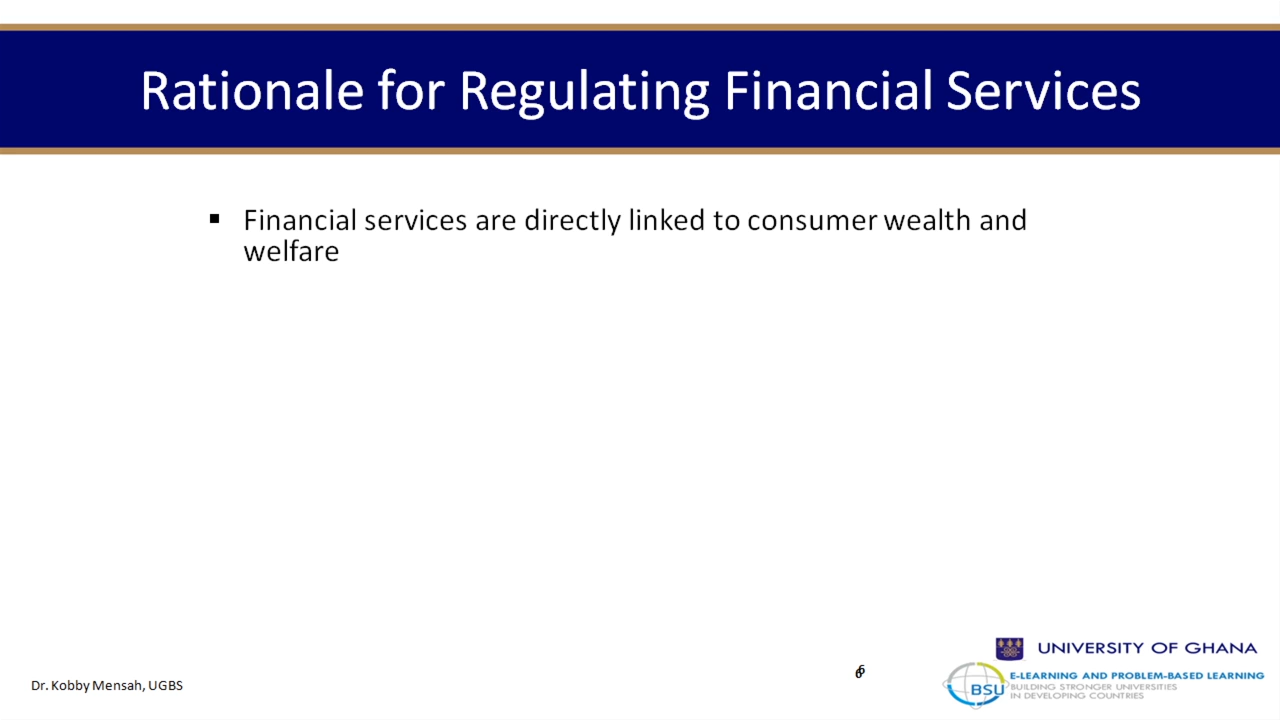 Rationale for Regulating Financial Services
▪ Financial services are directly linked to consumer wealth and
welfare
Dr. Kobby Mensah, UGBS
6
UNIVERSITY OF GHANA
BSU
E-LEARNING AND PROBLEM-BASED LEARNING
BUILDING STRONGER UNIVERSITIES
IN DEVELOPING COUNTRIES